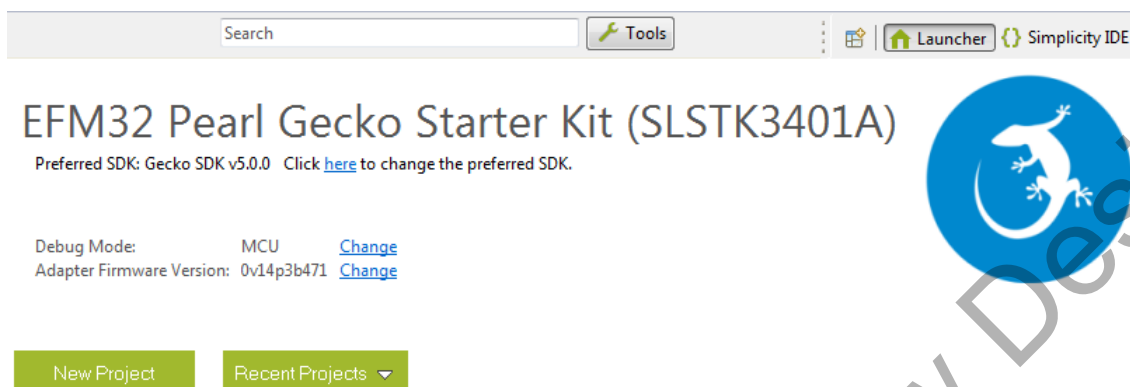 Search Tools Launcher {} Simplicity IDE
EFM32 Pearl Gecko Starter Kit (SLSTK3401A)
Preferred SDK: Gecko SDK v5.0.0 Click here to change the preferred SDK.
Debug Mode: MCU Change
Adapter Firmware Version: 0v14p3b471 Change
New Project Recent Projects